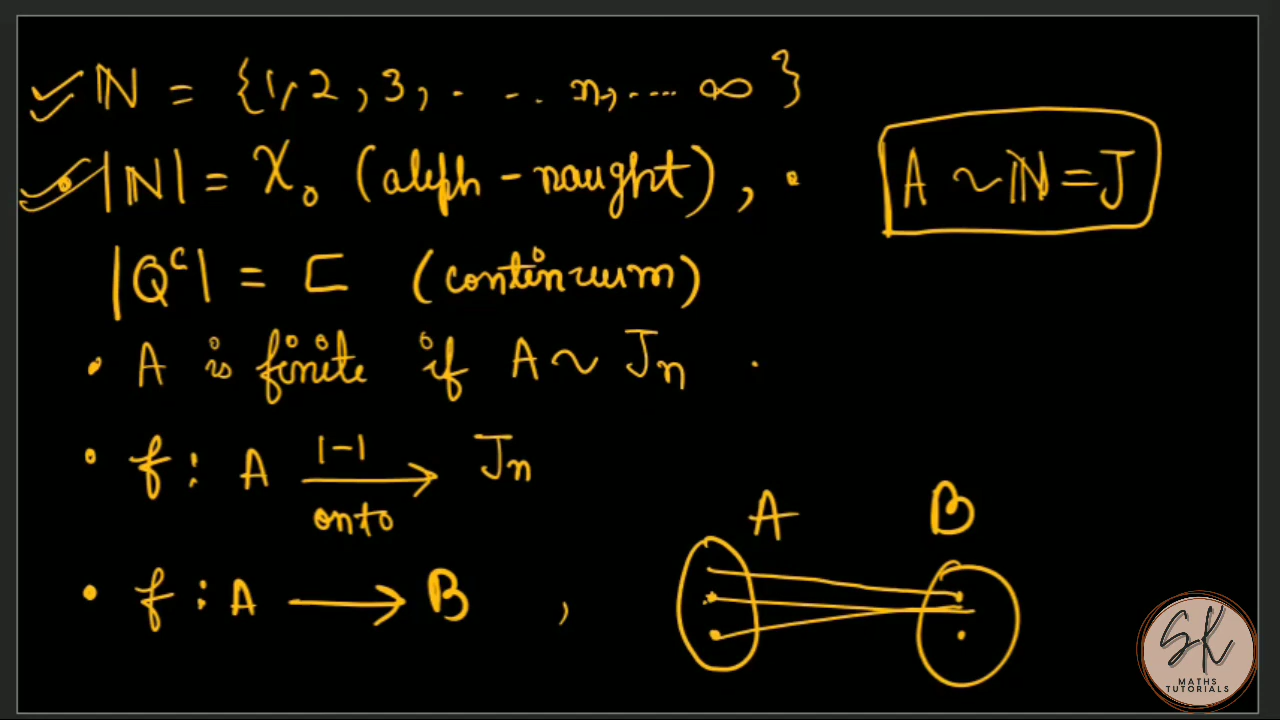 ℕ = {1, 2, 3, . . . n, .... ∞}
|ℕ| = ℵ₀ (aleph-naught), •
A ~ ℕ = J
|Qᶜ| = C (continuum)
• A is finite if A ~ Jₙ .
• f : A 1-1 onto → Jₙ
A B
• f : A → B ,
SK
MATHS
TUTORIALS